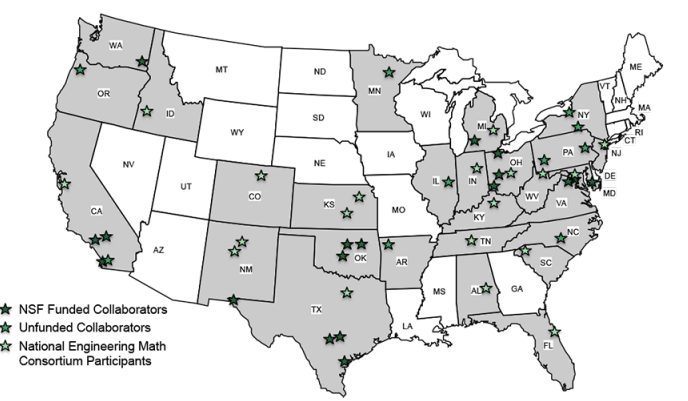 WA
MT
ND
MN
ME
VT
NH
MA
RI
CT
NY
OR
ID
SD
WI
MI
WY
IA
NE
PA
NJ
OH
NV
UT
CO
IL
IN
DE
MD
WV
VA
KS
MO
KY
CA
NC
TN
AZ
NM
OK
AR
SC
MS
AL
GA
TX
LA
FL
NSF Funded Collaborators
Unfunded Collaborators
National Engineering Math
Consortium Participants